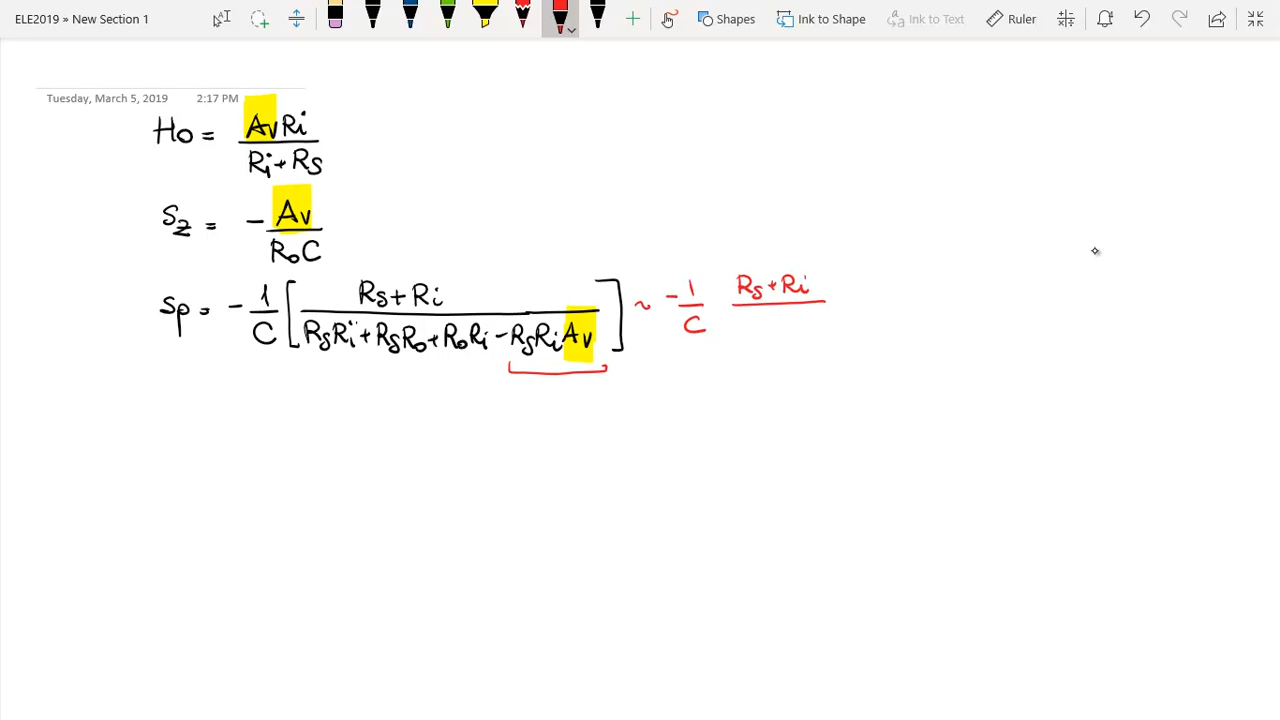 ELE2019 » New Section 1
Shapes
Ink to Shape
Ink to Text
Ruler
Tuesday, March 5, 2019 2:17 PM
Ho = AvRi / Ri + Rs
Sz = - Av / RoC
Sp = - 1/C [ Rs + Ri / RsRi + RsRo + RoRi - RsRiAv ] ~ - 1/C Rs + Ri